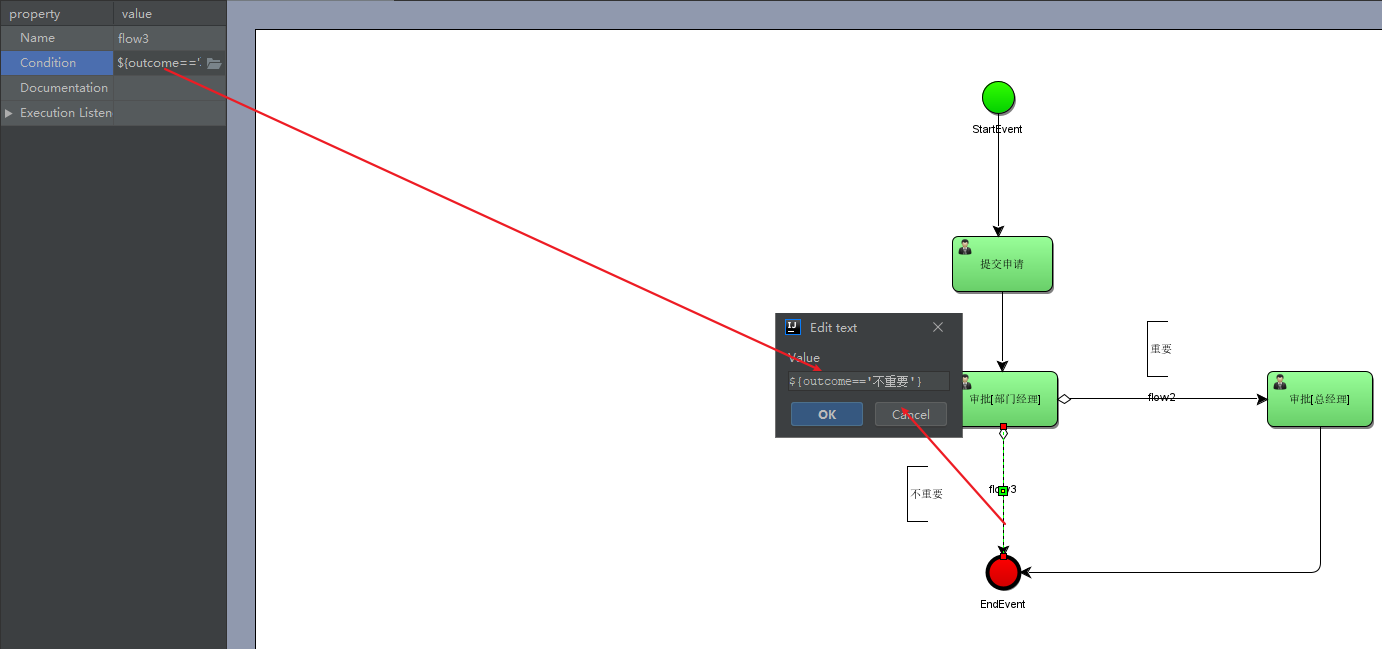 property value
Name flow3
Condition ${outcome=='.
Documentation
Execution Listen
StartEvent
提交申请
Edit text
Value
${outcome=='不重要'}
OK Cancel
重要
审批[部门经理]
flow2
审批[总经理]
不重要
flow3
EndEvent